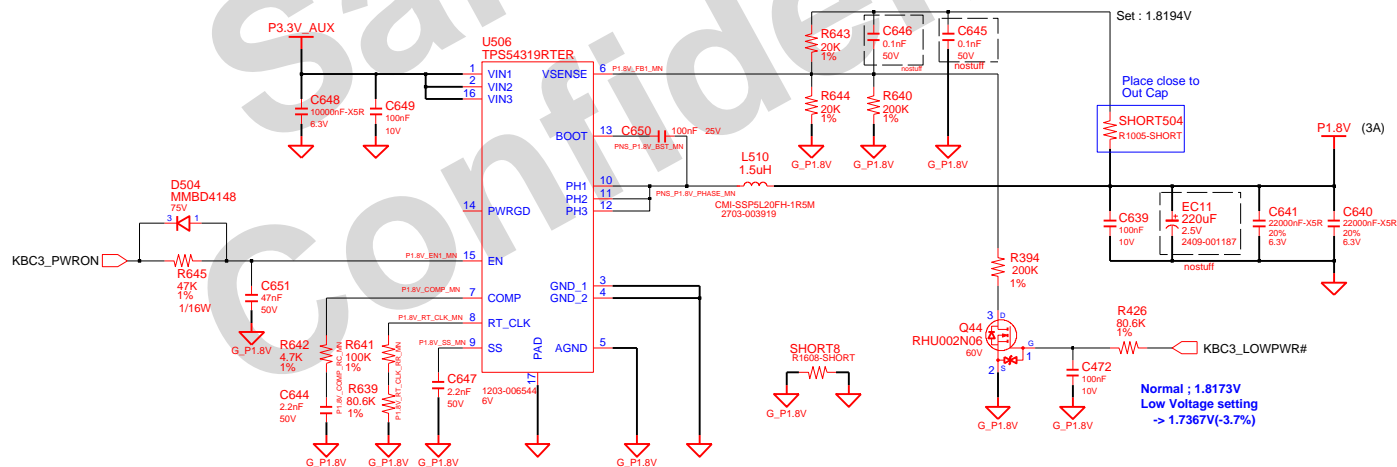 Sam
Confiden
P3.3V_AUX
C648
10000nF-X5R
6.3V
C649
100nF
10V
U506
TPS54319RTER
1
VIN1
2
VIN2
16
VIN3
VSENSE
6
P1.8V_FB1_MN
BOOT
13
PH1
10
PH2
11
PH3
12
14
PWRGD
15
EN
P1.8V_EN1_MN
7
COMP
P1.8V_COMP_MN
8
RT_CLK
P1.8V_RT_CLK_MN
9
SS
P1.8V_SS_MN
GND_1
3
GND_2
4
AGND
5
PAD
17
1203-006544
6V
C650
100nF 25V
PNS_P1.8V_BST_MN
PNS_P1.8V_PHASE_MN
L510
1.5uH
CMI-SSP5L20FH-1R5M
2703-003919
R643
20K
1%
R644
20K
1%
G_P1.8V
C646
0.1nF
50V
nostuff
R640
200K
1%
G_P1.8V
C645
0.1nF
50V
nostuff
G_P1.8V
Set : 1.8194V
Place close to
Out Cap
SHORT504
R1005-SHORT
P1.8V
(3A)
C639
100nF
10V
EC11
220uF
2.5V
2409-001187
nostuff
C641
22000nF-X5R
20%
6.3V
C640
22000nF-X5R
20%
6.3V
D504
MMBD4148
75V
3
1
KBC3_PWRON
R645
47K
1%
1/16W
C651
47nF
50V
G_P1.8V
R642
4.7K
1%
P1.8V_COMP_RC_MN
C644
2.2nF
50V
G_P1.8V
R641
100K
1%
P1.8V_RT_CLK_RR_MN
R639
80.6K
1%
G_P1.8V
C647
2.2nF
50V
G_P1.8V
G_P1.8V
SHORT8
R1608-SHORT
G_P1.8V
R394
200K
1%
Q44
RHU002N06
60V
3
D
G
1
2
S
G_P1.8V
C472
100nF
10V
G_P1.8V
R426
80.6K
1%
KBC3_LOWPWR#
Normal ; 1.8173V
Low Voltage setting
-> 1.7367V(-3.7%)